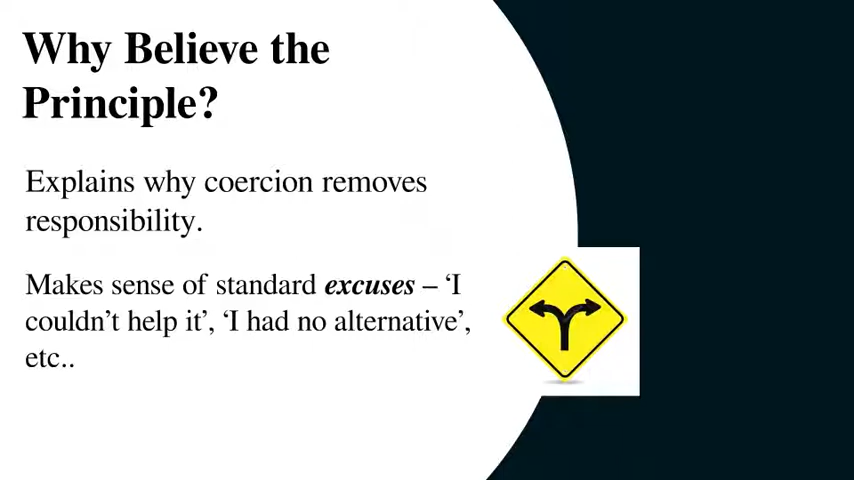 Why Believe the
Principle?
Explains why coercion removes
responsibility.
Makes sense of standard excuses – ‘I
couldn’t help it’, ‘I had no alternative’,
etc..